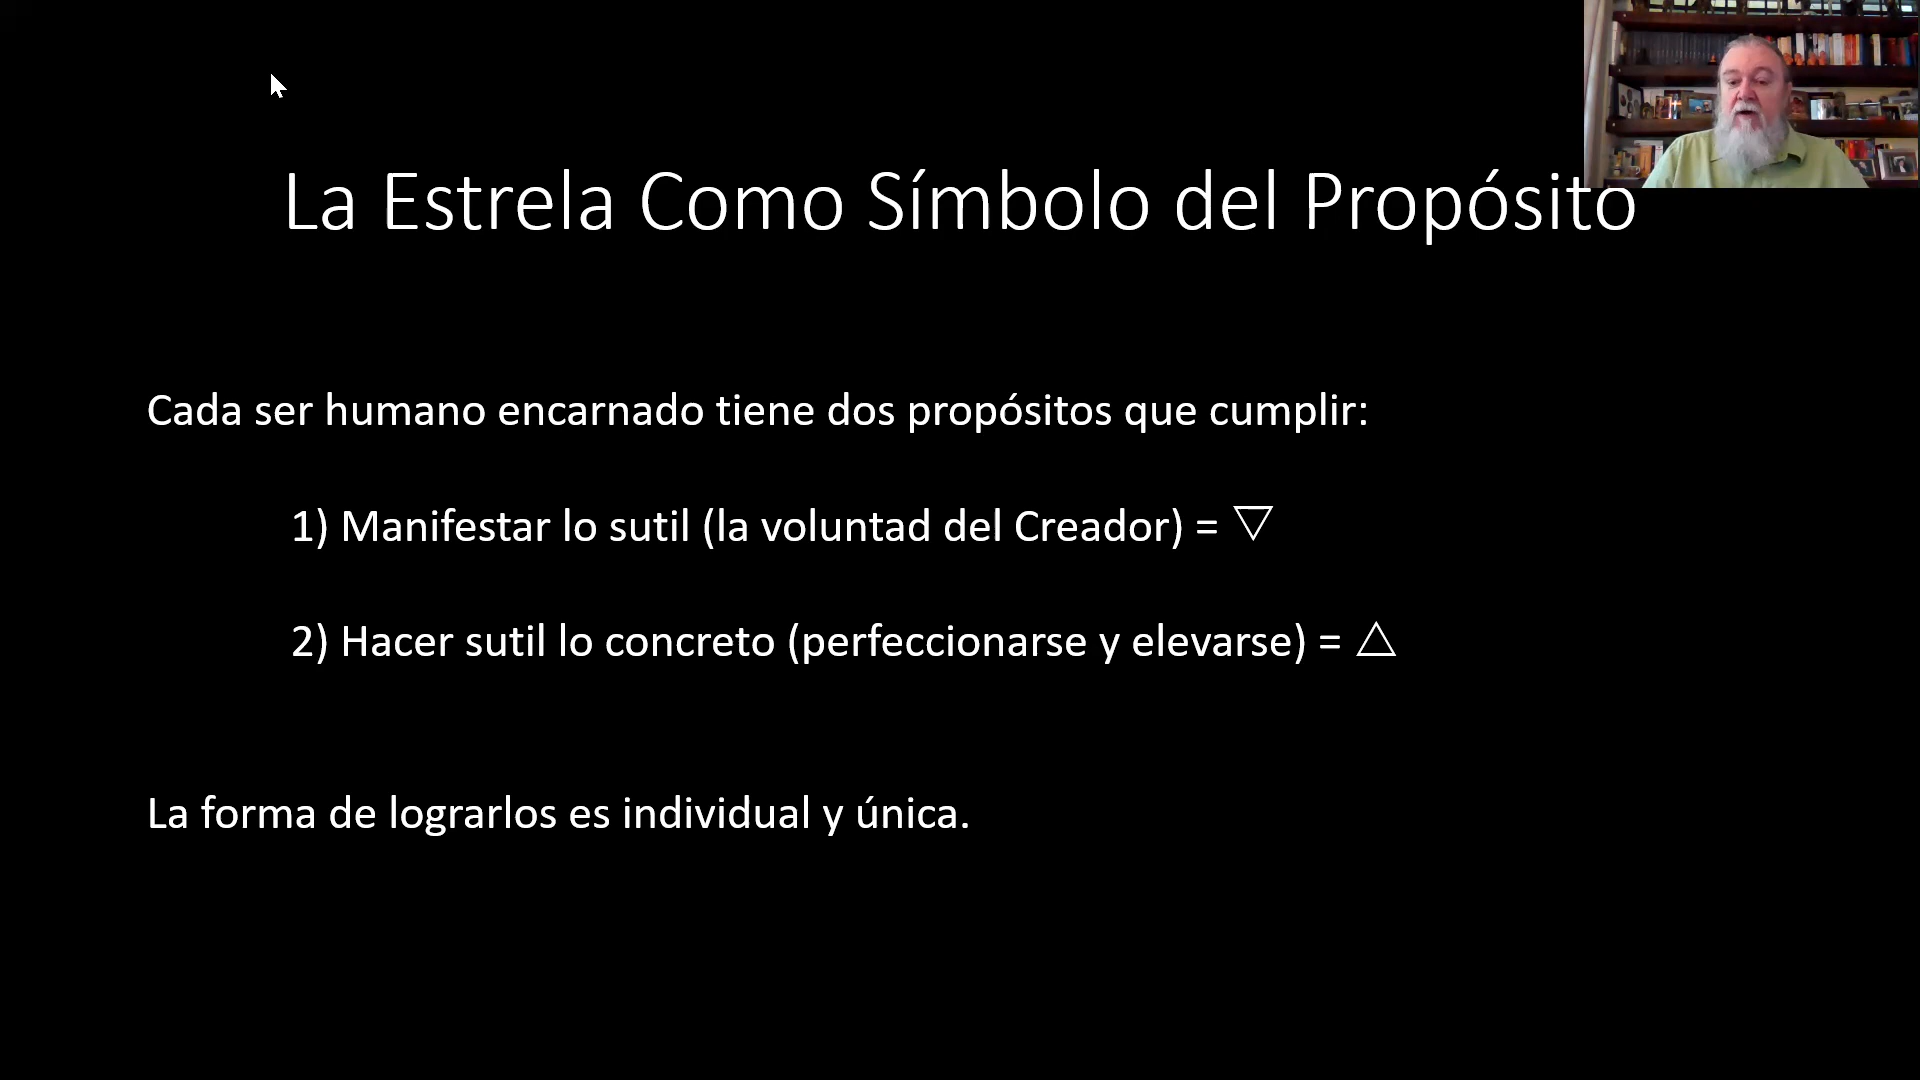 La Estrela Como Símbolo del Propósito
Cada ser humano encarnado tiene dos propósitos que cumplir:
1) Manifestar lo sutil (la voluntad del Creador) = ▽
2) Hacer sutil lo concreto (perfeccionarse y elevarse) = △
La forma de lograrlos es individual y única.